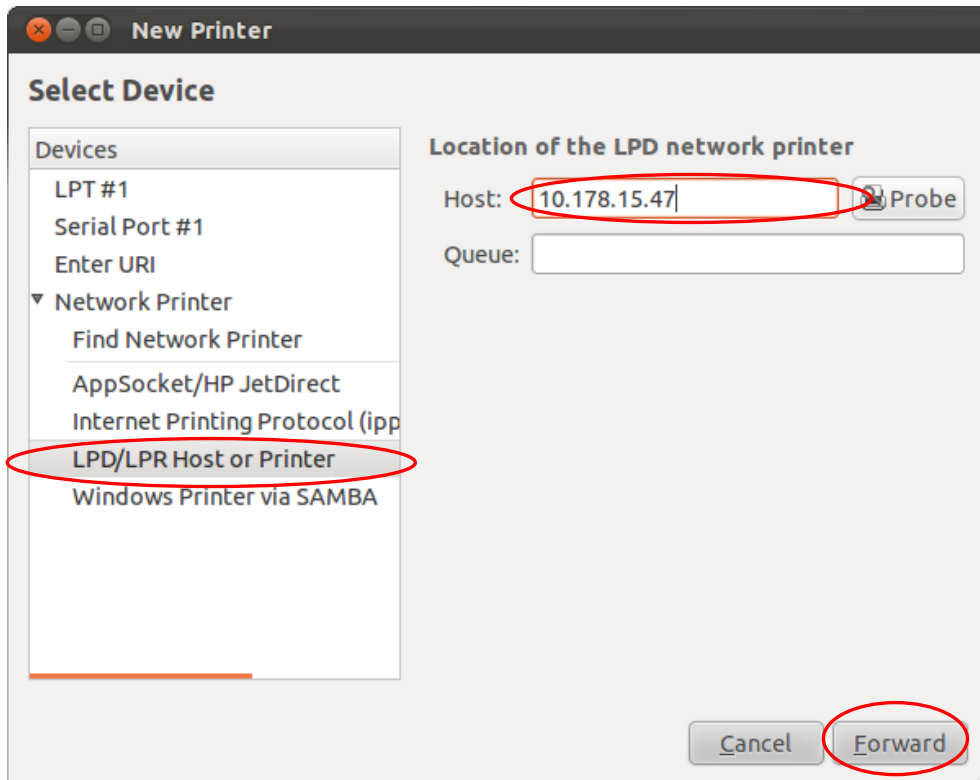 New Printer
Select Device
Devices
LPT #1
Serial Port #1
Enter URI
Network Printer
Find Network Printer
AppSocket/HP JetDirect
Internet Printing Protocol (ipp
LPD/LPR Host or Printer
Windows Printer via SAMBA
Location of the LPD network printer
Host: 10.178.15.47 Probe
Queue:
Cancel Forward